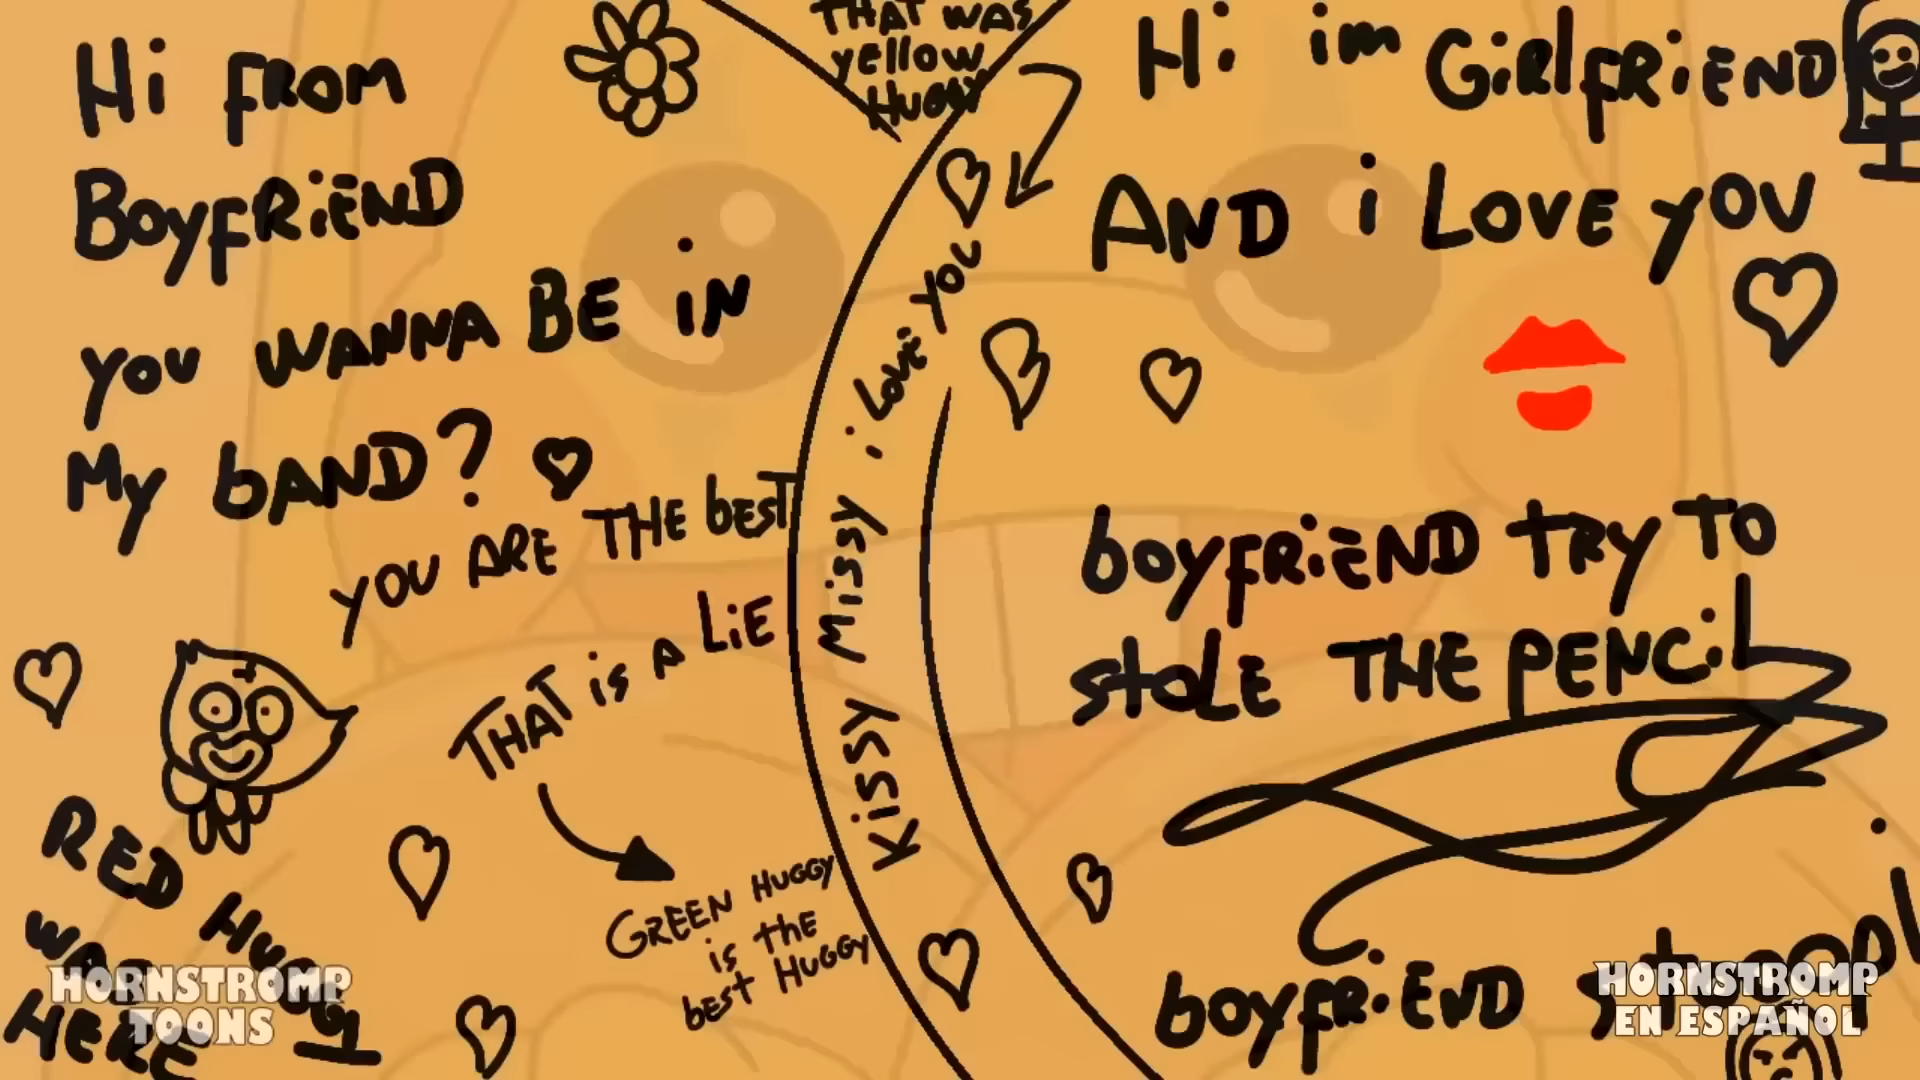 Hi FROM
BOYFRiEND
YOU WANNA BE iN
My bAND?
YOU ARE THE besT
THAT is A LiE
GREEN HUGGY
is the
best HUGGY
RED HUGGY
WAS
HERE
THAT WAS
yellow
HUGGY
Kissy Missy i Love you
Hi im GiRlFRiEND
AND i LOVE YOU
boyFRiEND TRY TO
stOLE THE PENCil
boyFRiEND stooop!
HORNSTROMP
TOONS
HORNSTROMP
EN ESPAÑOL